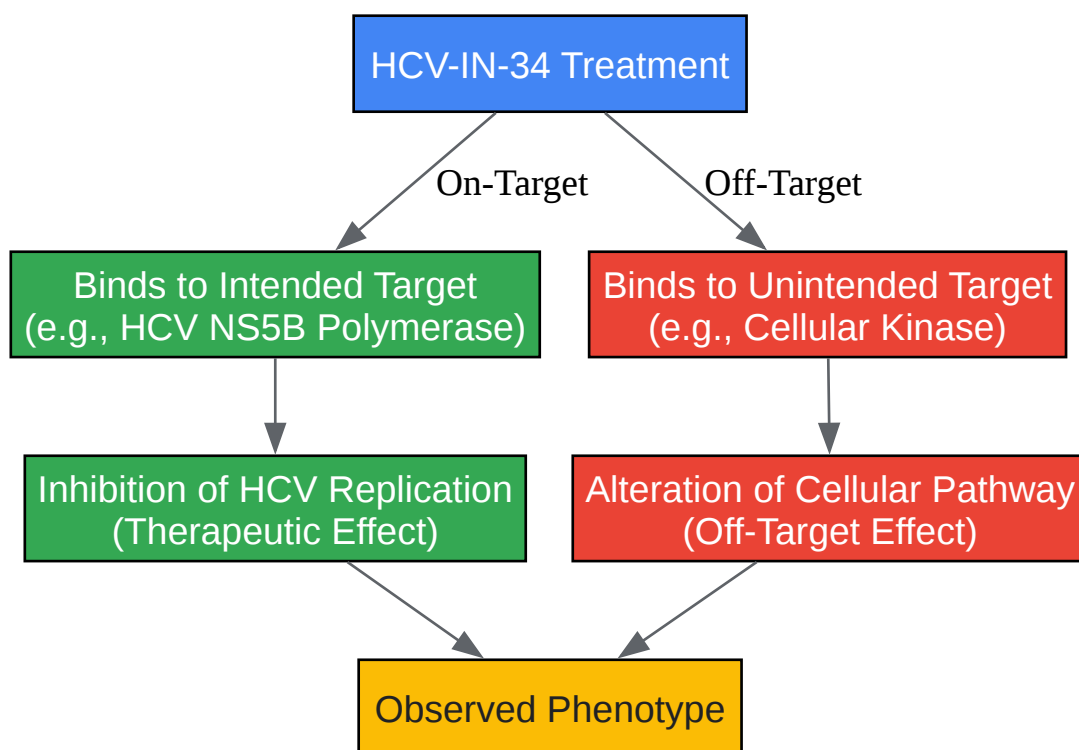 HCV-IN-34 Treatment
On-Target
Off-Target
Binds to Intended Target
(e.g., HCV NS5B Polymerase)
Binds to Unintended Target
(e.g., Cellular Kinase)
Inhibition of HCV Replication
(Therapeutic Effect)
Alteration of Cellular Pathway
(Off-Target Effect)
Observed Phenotype